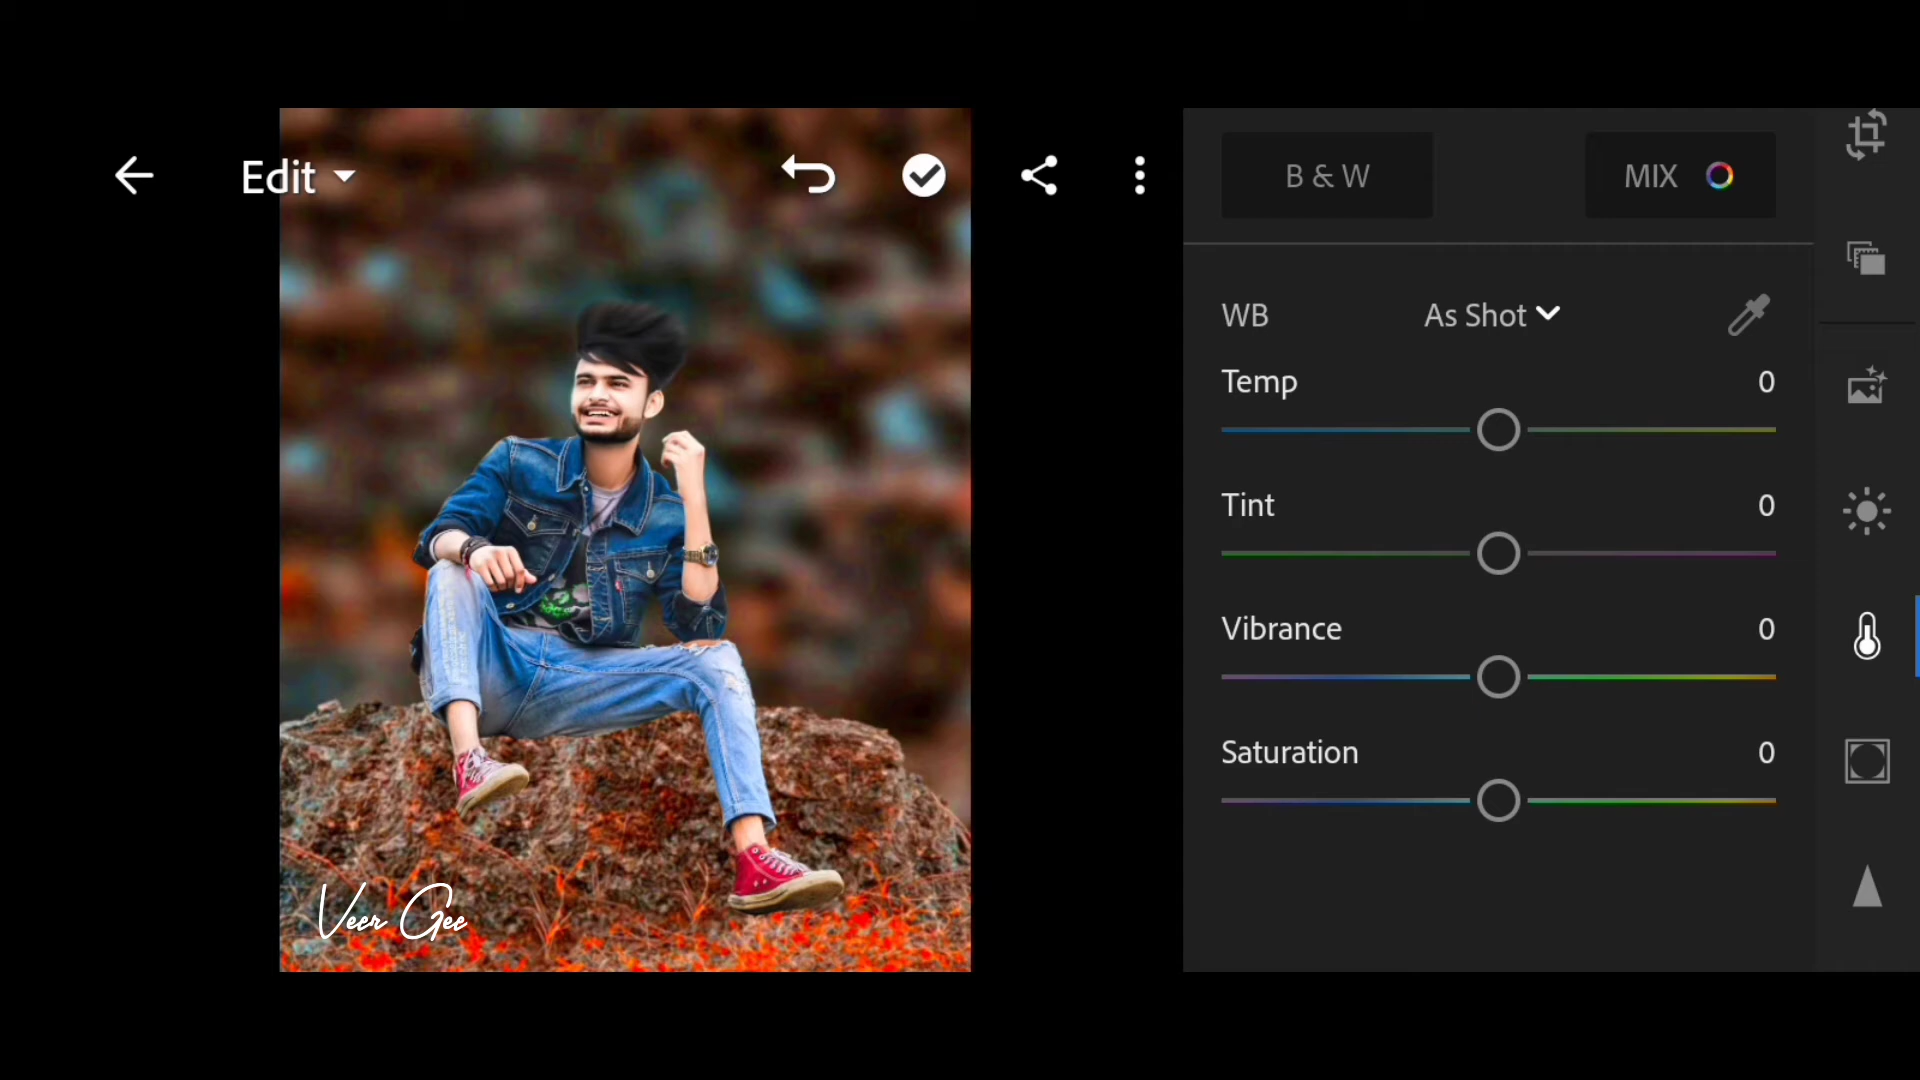 Edit
B & W
MIX
WB
As Shot
Temp
0
Tint
0
Vibrance
0
Saturation
0
Veer Gee